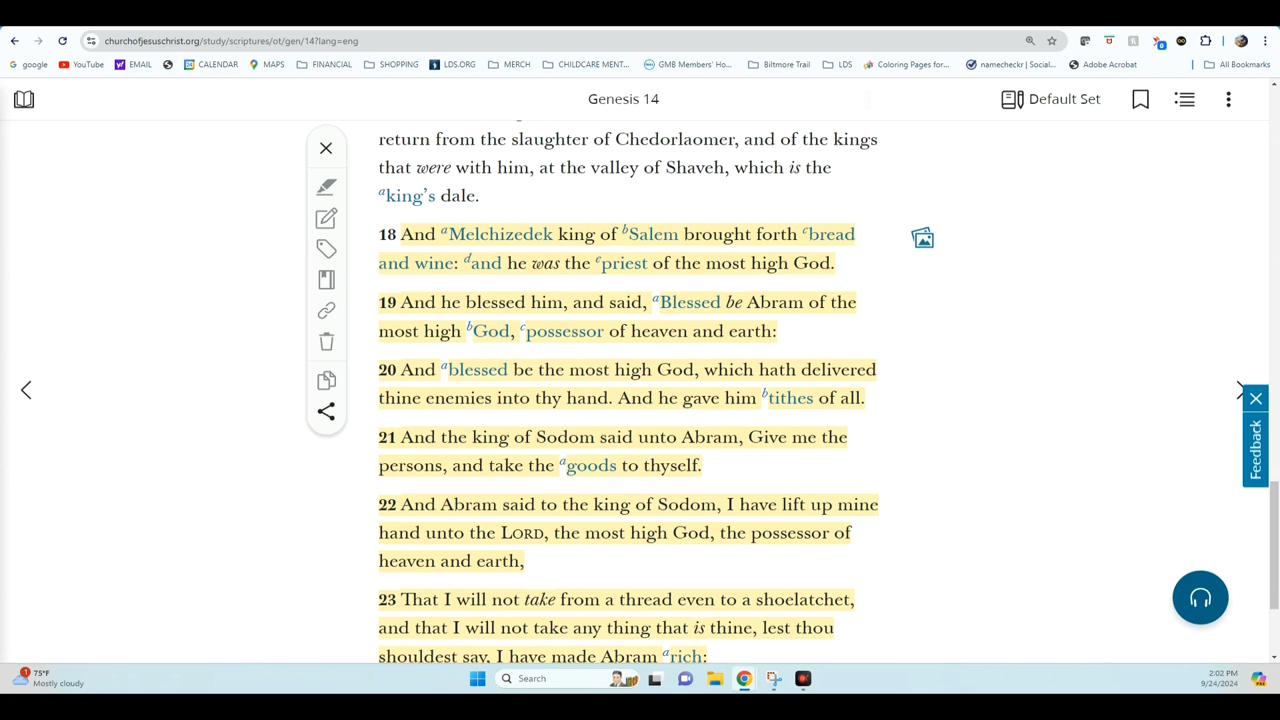 churchofjesuschrist.org/study/scriptures/ot/gen/14?lang=eng
G google YouTube EMAIL CALENDAR MAPS FINANCIAL SHOPPING LDS.ORG MERCH CHILDCARE MENT... GMB Members' Ho... Biltmore Trail LDS Coloring Pages for... namecheckr | Social... Adobe Acrobat All Bookmarks
Genesis 14
Default Set
return from the slaughter of Chedorlaomer, and of the kings
that were with him, at the valley of Shaveh, which is the
aking’s dale.
18 And aMelchizedek king of bSalem brought forth cbread
and wine: dand he was the epriest of the most high God.
19 And he blessed him, and said, aBlessed be Abram of the
most high bGod, cpossessor of heaven and earth:
20 And ablessed be the most high God, which hath delivered
thine enemies into thy hand. And he gave him btithes of all.
21 And the king of Sodom said unto Abram, Give me the
persons, and take the agoods to thyself.
22 And Abram said to the king of Sodom, I have lift up mine
hand unto the LORD, the most high God, the possessor of
heaven and earth,
23 That I will not take from a thread even to a shoelatchet,
and that I will not take any thing that is thine, lest thou
shouldest say, I have made Abram arich:
Feedback
1
75°F
Mostly cloudy
Search
2:02 PM
9/24/2024